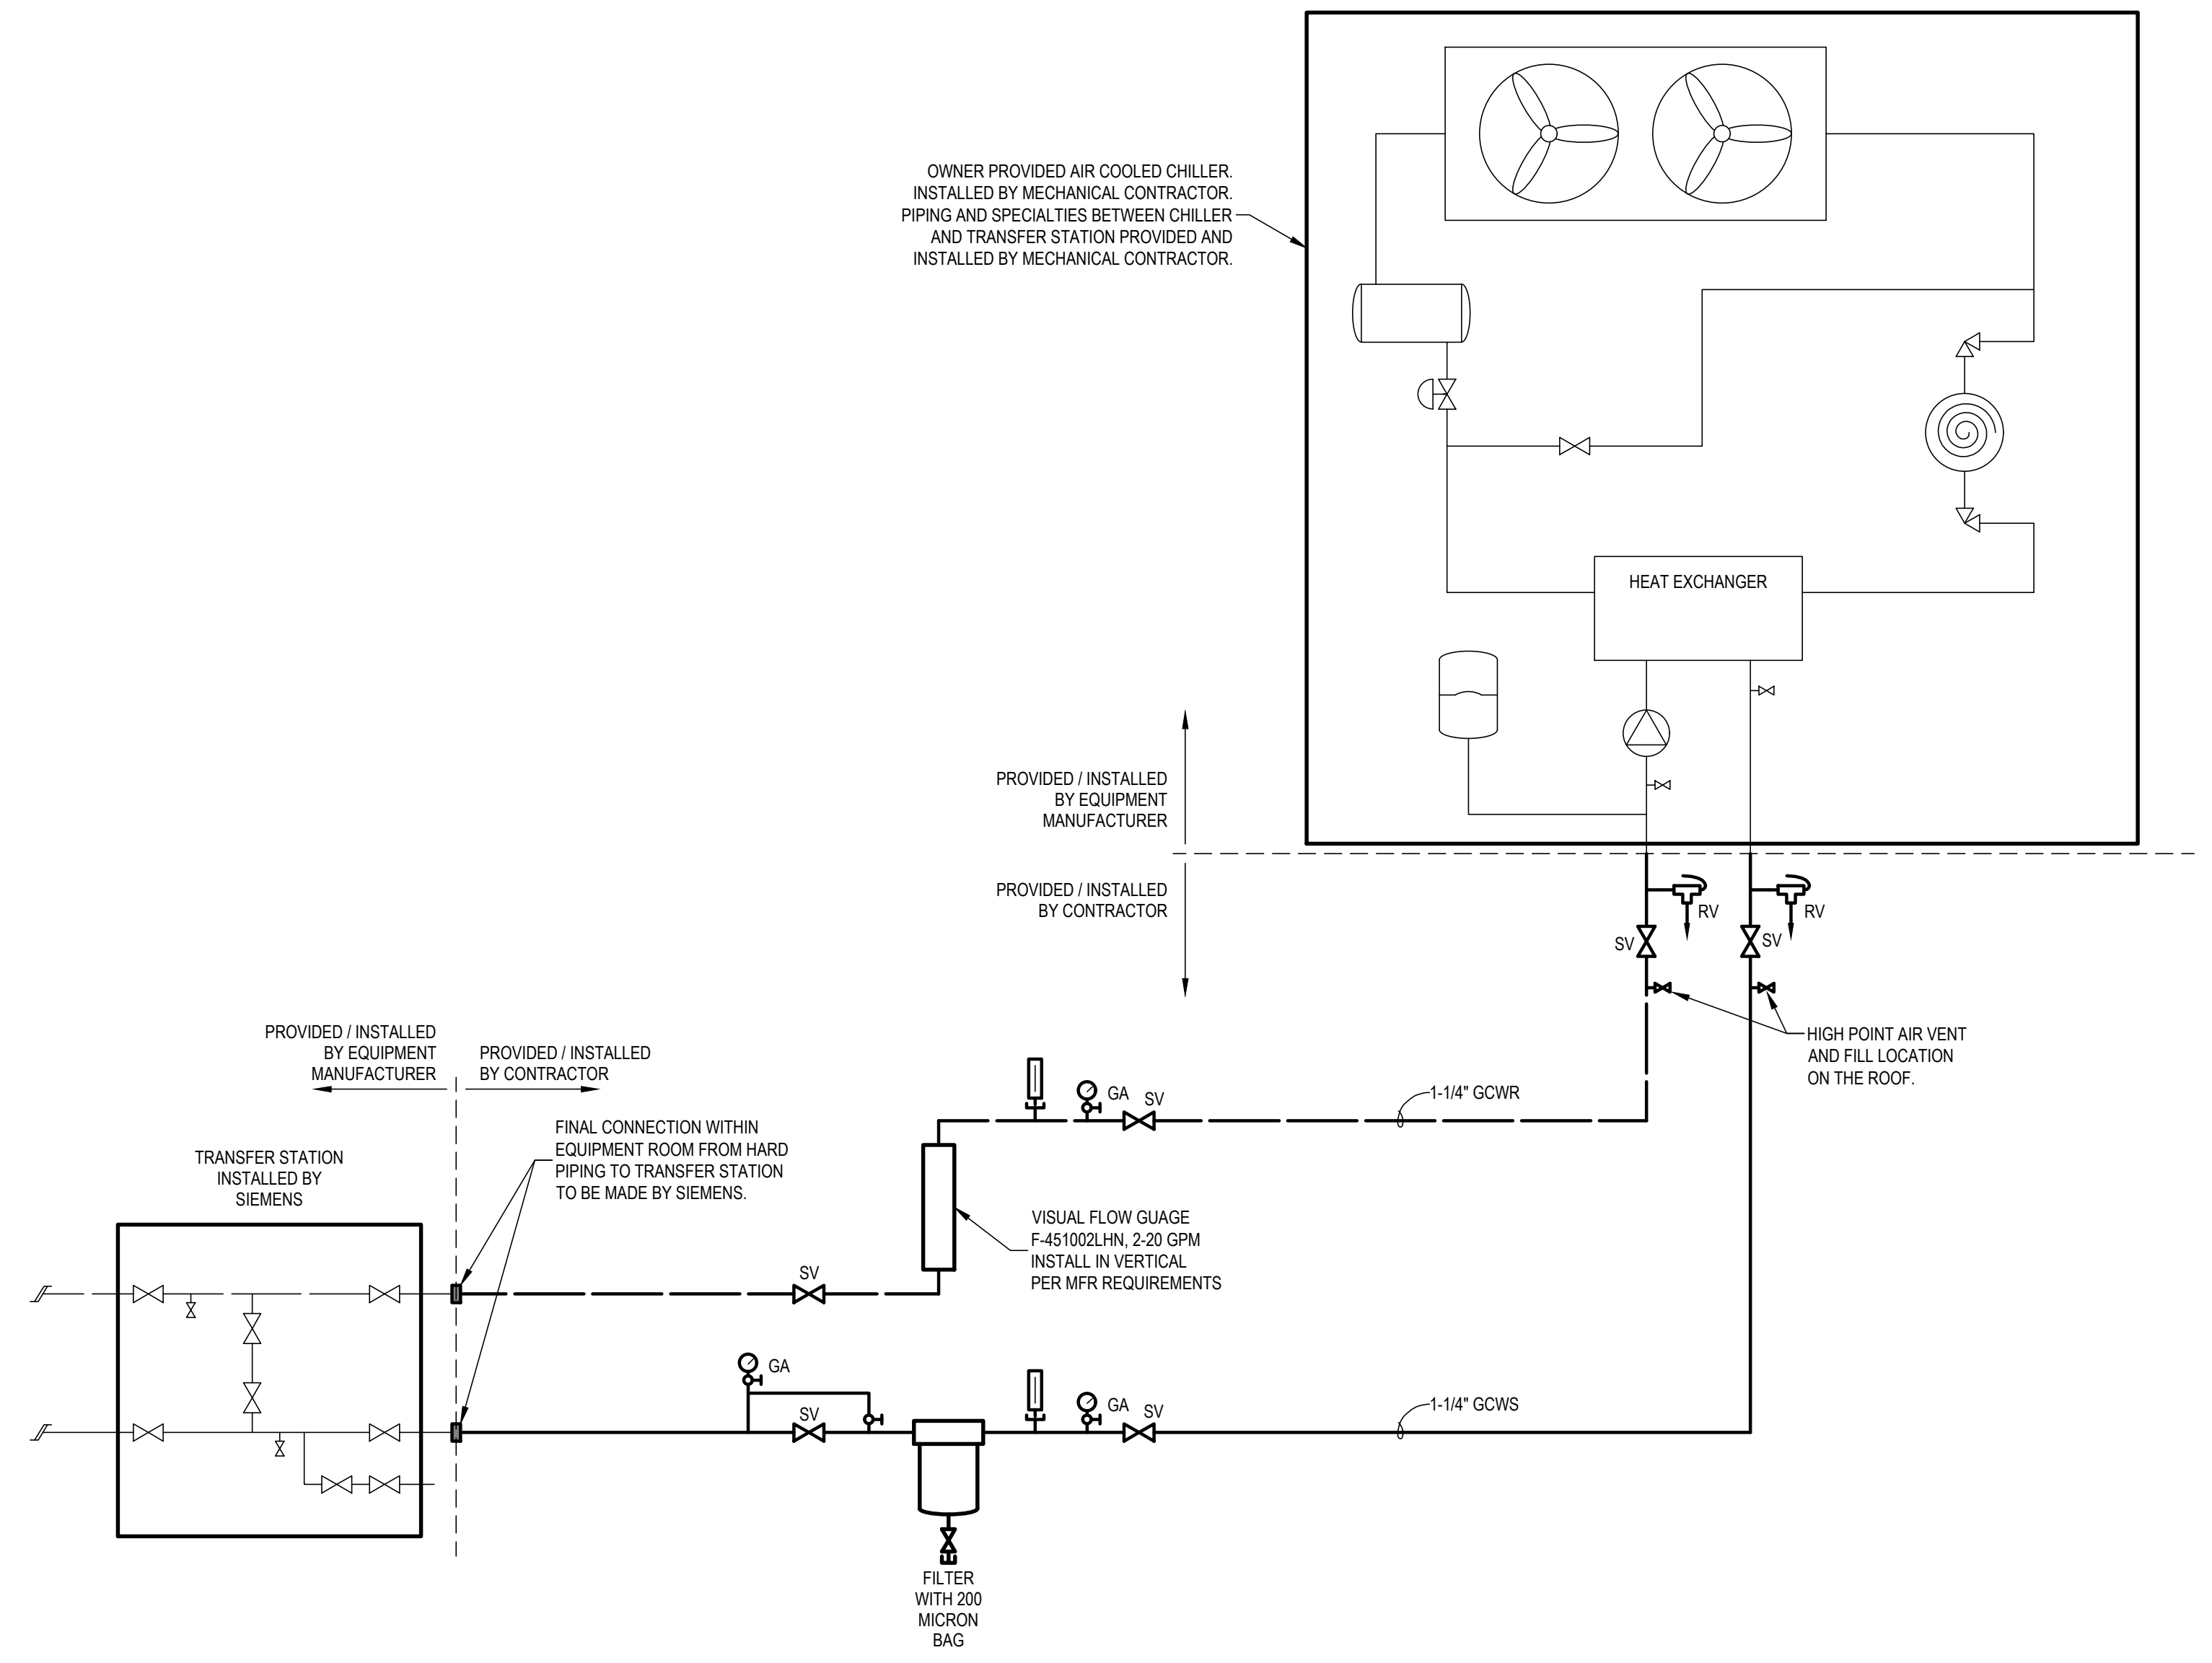 OWNER PROVIDED AIR COOLED CHILLER.
INSTALLED BY MECHANICAL CONTRACTOR.
PIPING AND SPECIALTIES BETWEEN CHILLER
AND TRANSFER STATION PROVIDED AND
INSTALLED BY MECHANICAL CONTRACTOR.
HEAT EXCHANGER
PROVIDED / INSTALLED
BY EQUIPMENT
MANUFACTURER
PROVIDED / INSTALLED
BY CONTRACTOR
RV
RV
SV
SV
HIGH POINT AIR VENT
AND FILL LOCATION
ON THE ROOF.
PROVIDED / INSTALLED
BY EQUIPMENT
MANUFACTURER
PROVIDED / INSTALLED
BY CONTRACTOR
GA
SV
1-1/4" GCWR
FINAL CONNECTION WITHIN
EQUIPMENT ROOM FROM HARD
PIPING TO TRANSFER STATION
TO BE MADE BY SIEMENS.
TRANSFER STATION
INSTALLED BY
SIEMENS
VISUAL FLOW GUAGE
F-451002LHN, 2-20 GPM
INSTALL IN VERTICAL
PER MFR REQUIREMENTS
SV
GA
SV
GA
SV
1-1/4" GCWS
FILTER
WITH 200
MICRON
BAG